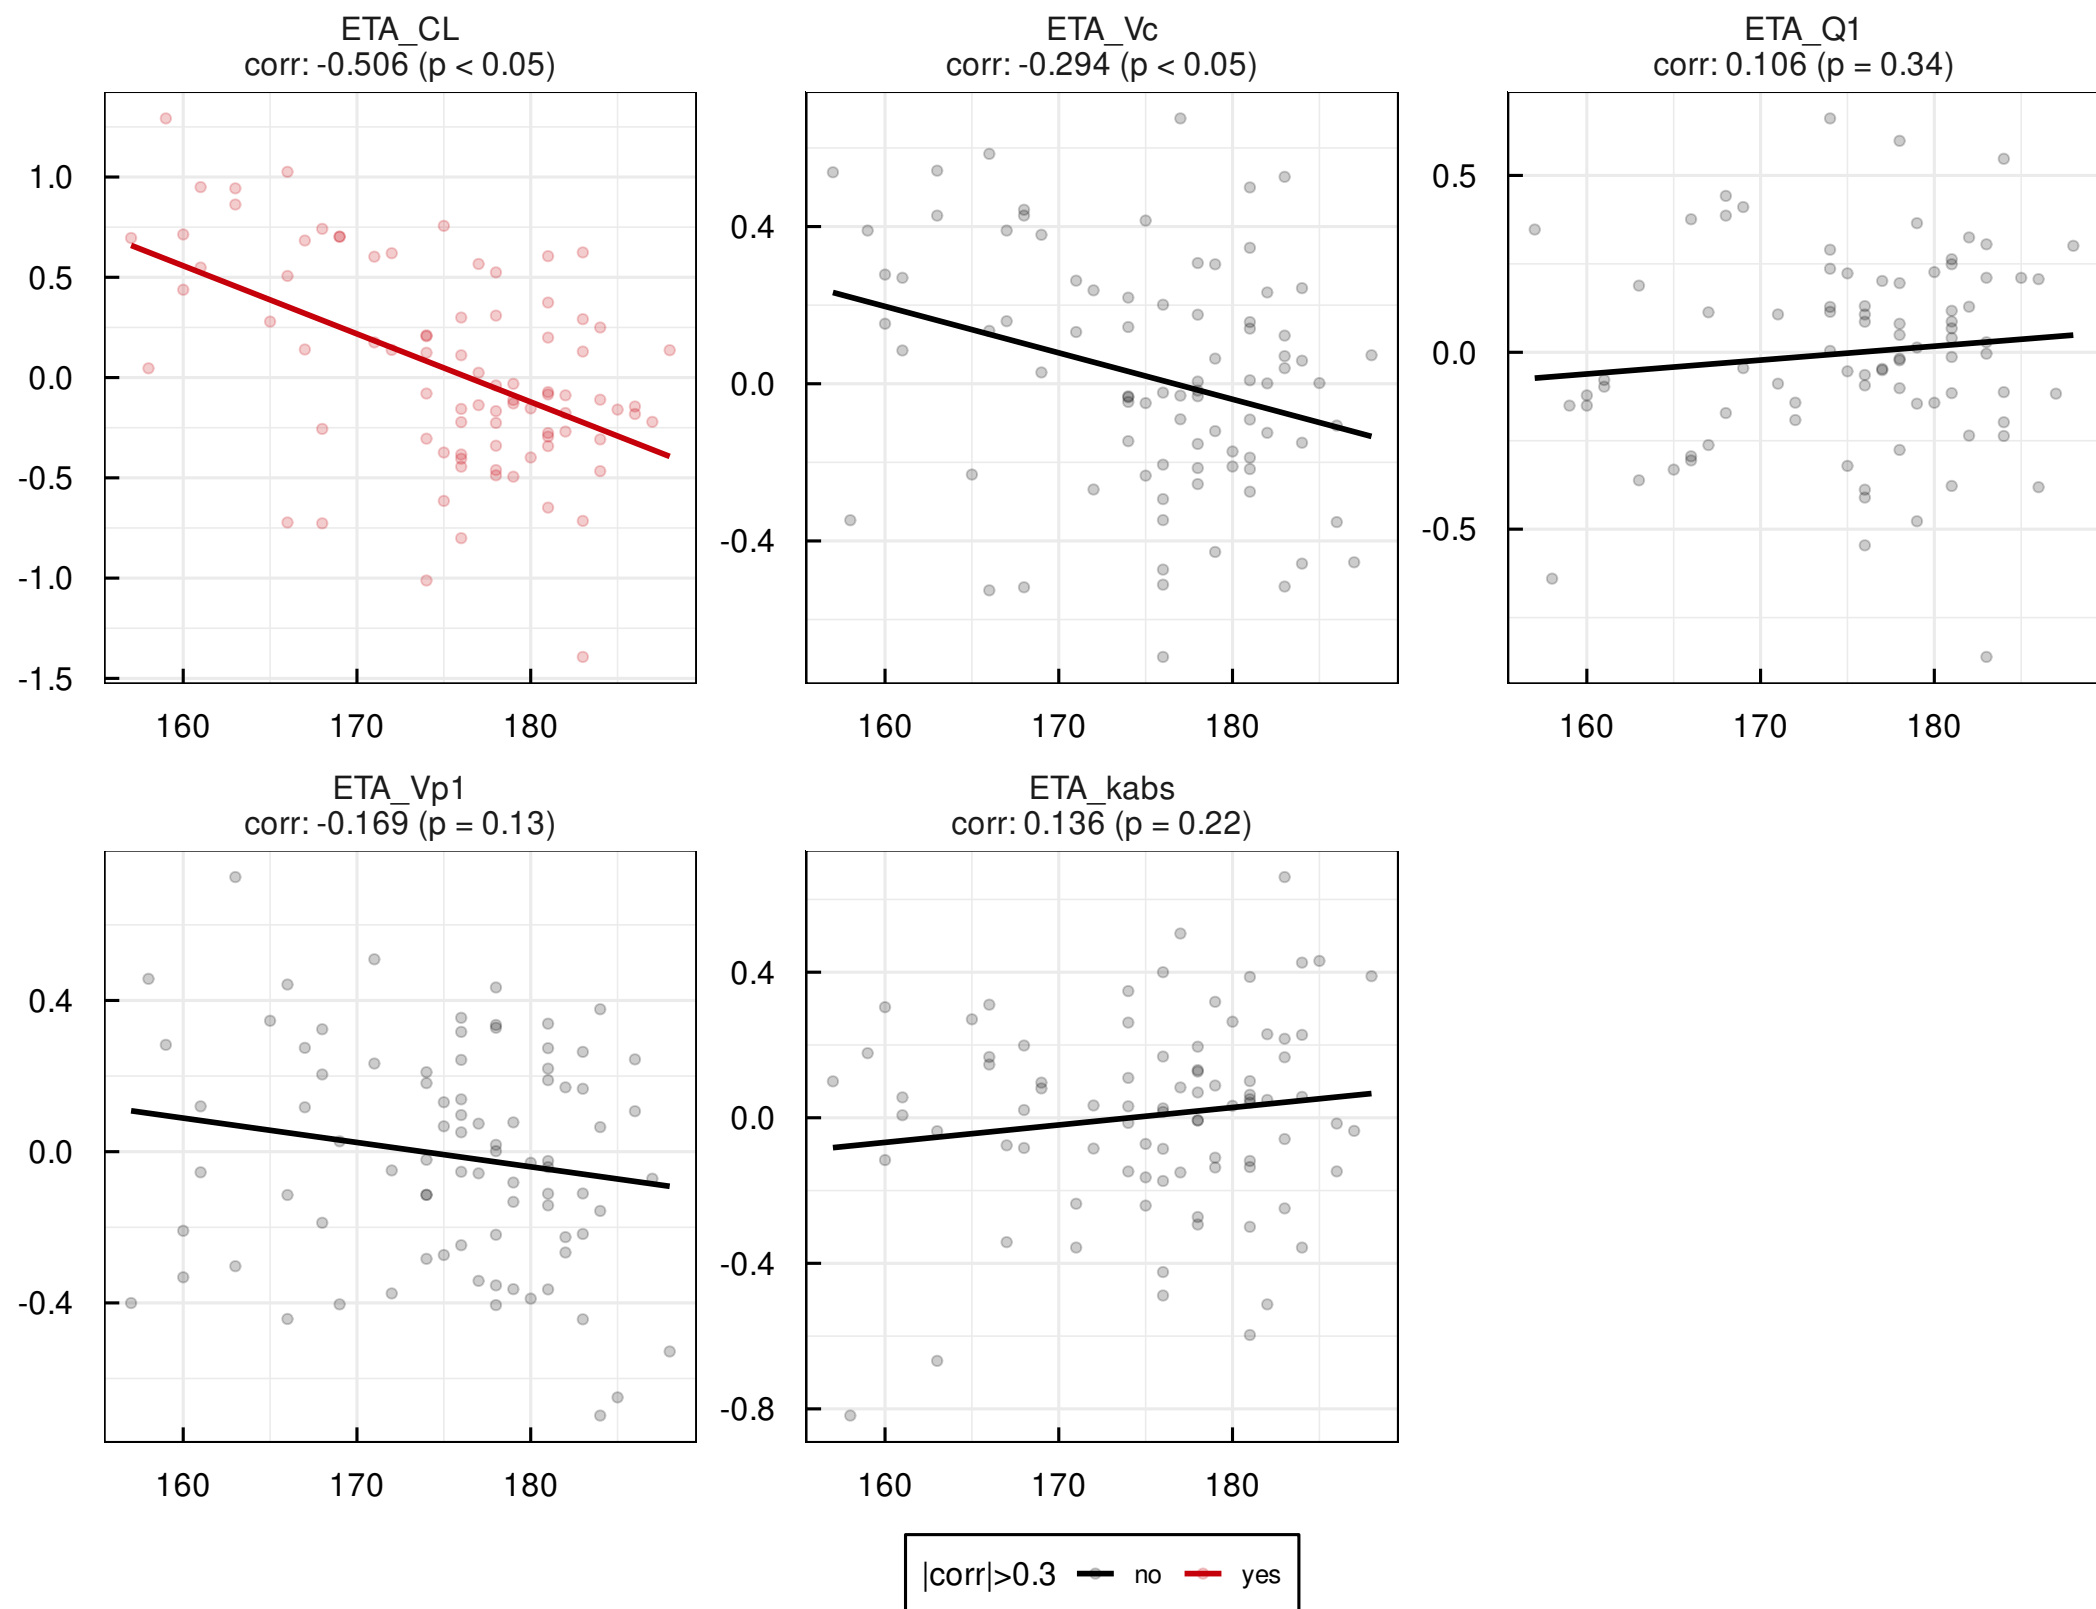 ETA_CL
corr: -0.506 (p < 0.05)
ETA_Vc
corr: -0.294 (p < 0.05)
ETA_Q1
corr: 0.106 (p = 0.34)
1.0
0.5
0.0
-0.5
-1.0
-1.5
160 170 180
0.4
0.0
-0.4
160 170 180
0.5
0.0
-0.5
160 170 180
ETA_Vp1
corr: -0.169 (p = 0.13)
ETA_kabs
corr: 0.136 (p = 0.22)
0.4
0.0
-0.4
160 170 180
0.4
0.0
-0.4
-0.8
160 170 180
|corr|>0.3 no yes